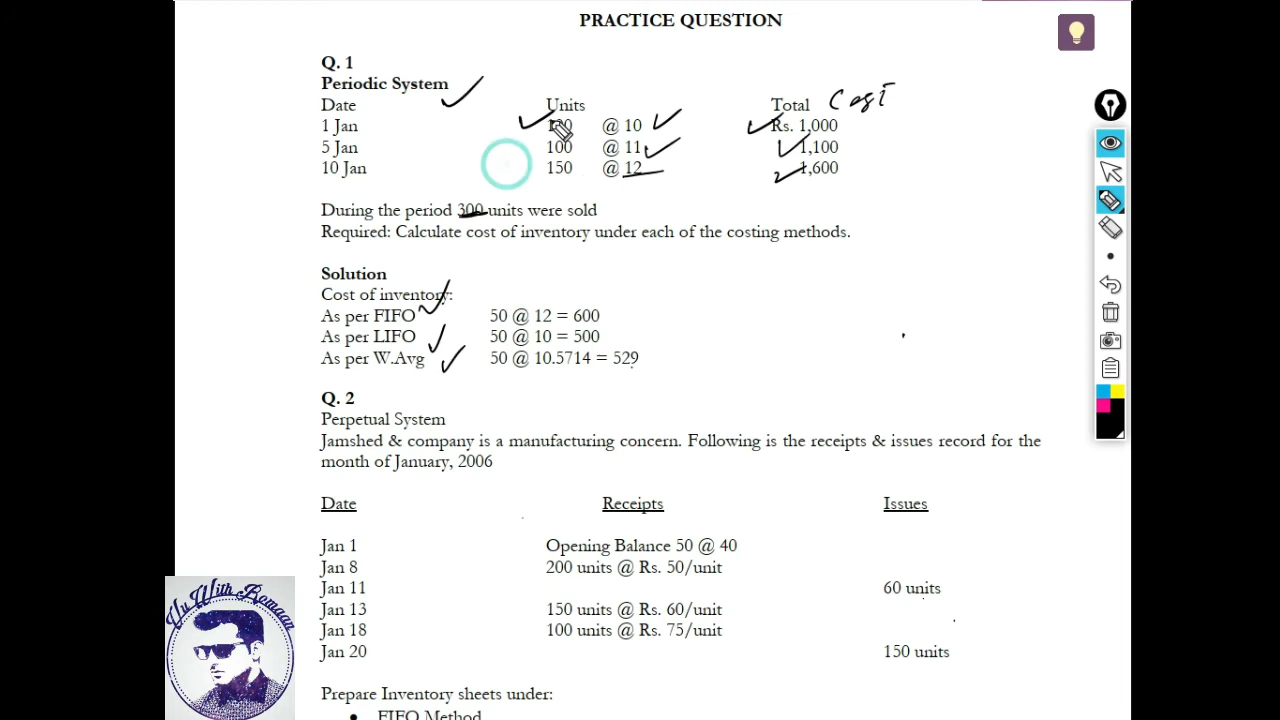 PRACTICE QUESTION
Q. 1
Periodic System
Date Units Total Cost
1 Jan @ 10 Rs. 1,000
5 Jan 100 @ 11 1,100
10 Jan 150 @ 12 1,600
During the period 300 units were sold
Required: Calculate cost of inventory under each of the costing methods.
Solution
Cost of inventory:
As per FIFO 50 @ 12 = 600
As per LIFO 50 @ 10 = 500
As per W.Avg 50 @ 10.5714 = 529
Q. 2
Perpetual System
Jamshed & company is a manufacturing concern. Following is the receipts & issues record for the
month of January, 2006
Date Receipts Issues
Jan 1 Opening Balance 50 @ 40
Jan 8 200 units @ Rs. 50/unit
Jan 11 60 units
Jan 13 150 units @ Rs. 60/unit
Jan 18 100 units @ Rs. 75/unit
Jan 20 150 units
Prepare Inventory sheets under:
• FIFO Method